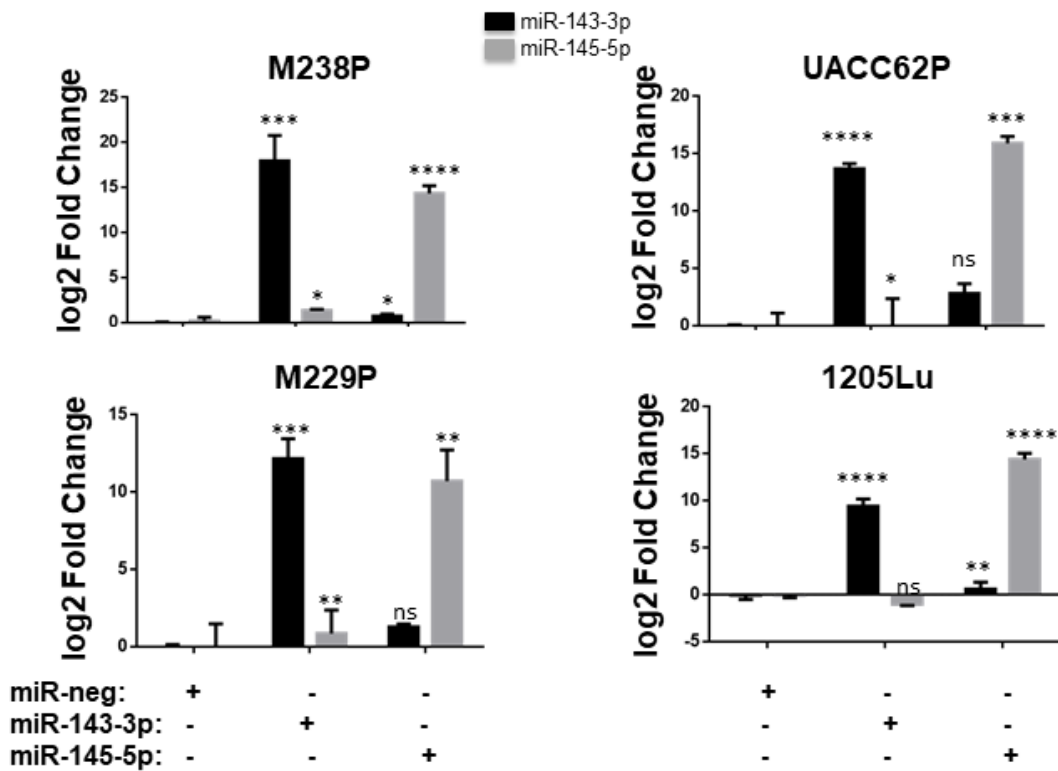 miR-143-3p
miR-145-5p
M238P
log2 Fold Change
25
20
15
10
5
0
***
*
*
****
UACC62P
log2 Fold Change
20
15
10
5
0
****
*
ns
***
M229P
log2 Fold Change
15
10
5
0
***
**
ns
**
1205Lu
log2 Fold Change
20
15
10
5
0
-5
****
ns
**
****
miR-neg: + - - + - -
miR-143-3p: - + - - + -
miR-145-5p: - - + - - +